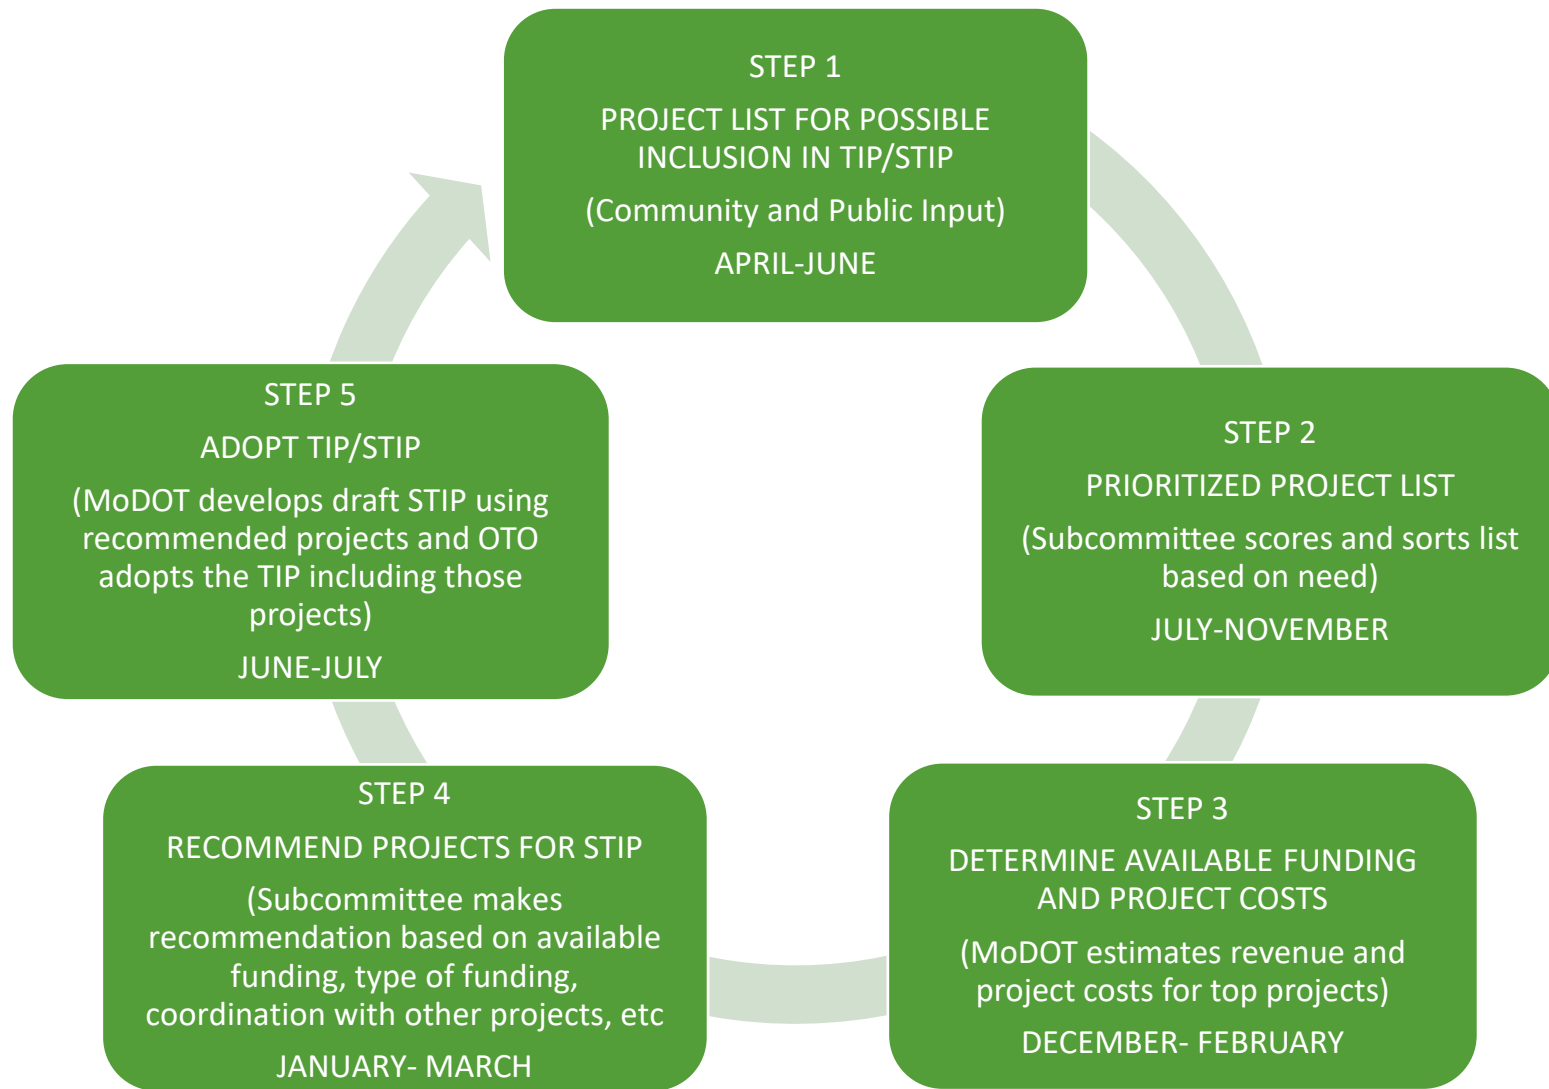 STEP 1
PROJECT LIST FOR POSSIBLE
INCLUSION IN TIP/STIP
(Community and Public Input)
APRIL-JUNE
STEP 2
PRIORITIZED PROJECT LIST
(Subcommittee scores and sorts list
based on need)
JULY-NOVEMBER
STEP 3
DETERMINE AVAILABLE FUNDING
AND PROJECT COSTS
(MoDOT estimates revenue and
project costs for top projects)
DECEMBER- FEBRUARY
STEP 4
RECOMMEND PROJECTS FOR STIP
(Subcommittee makes
recommendation based on available
funding, type of funding,
coordination with other projects, etc
JANUARY- MARCH
STEP 5
ADOPT TIP/STIP
(MoDOT develops draft STIP using
recommended projects and OTO
adopts the TIP including those
projects)
JUNE-JULY